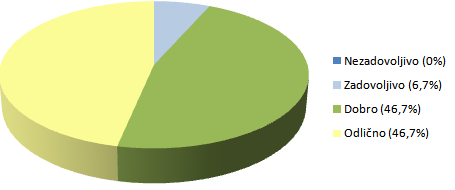 Nezadovoljivo (0%)
Zadovoljivo (6,7%)
Dobro (46,7%)
Odlično (46,7%)